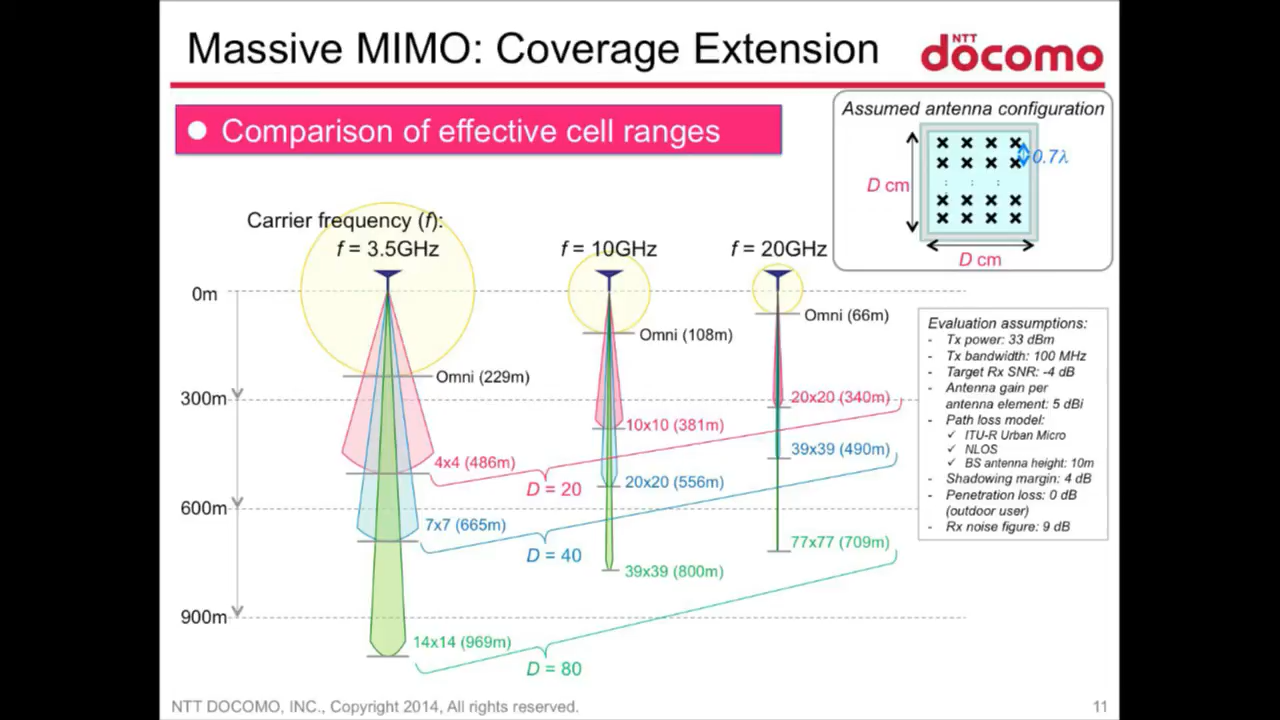 Massive MIMO: Coverage Extension
NTT
döcomo
Comparison of effective cell ranges
Assumed antenna configuration
0.7λ
D cm
D cm
Carrier frequency (f):
f = 3.5GHz
f = 10GHz
f = 20GHz
0m
300m
600m
900m
Omni (229m)
4x4 (486m)
7x7 (665m)
14x14 (969m)
Omni (108m)
10x10 (381m)
20x20 (556m)
39x39 (800m)
Omni (66m)
20x20 (340m)
39x39 (490m)
77x77 (709m)
D = 20
D = 40
D = 80
Evaluation assumptions:
- Tx power: 33 dBm
- Tx bandwidth: 100 MHz
- Target Rx SNR: -4 dB
- Antenna gain per
antenna element: 5 dBi
- Path loss model:
✓ ITU-R Urban Micro
✓ NLOS
✓ BS antenna height: 10m
- Shadowing margin: 4 dB
- Penetration loss: 0 dB
(outdoor user)
- Rx noise figure: 9 dB
NTT DOCOMO, INC., Copyright 2014, All rights reserved.
11